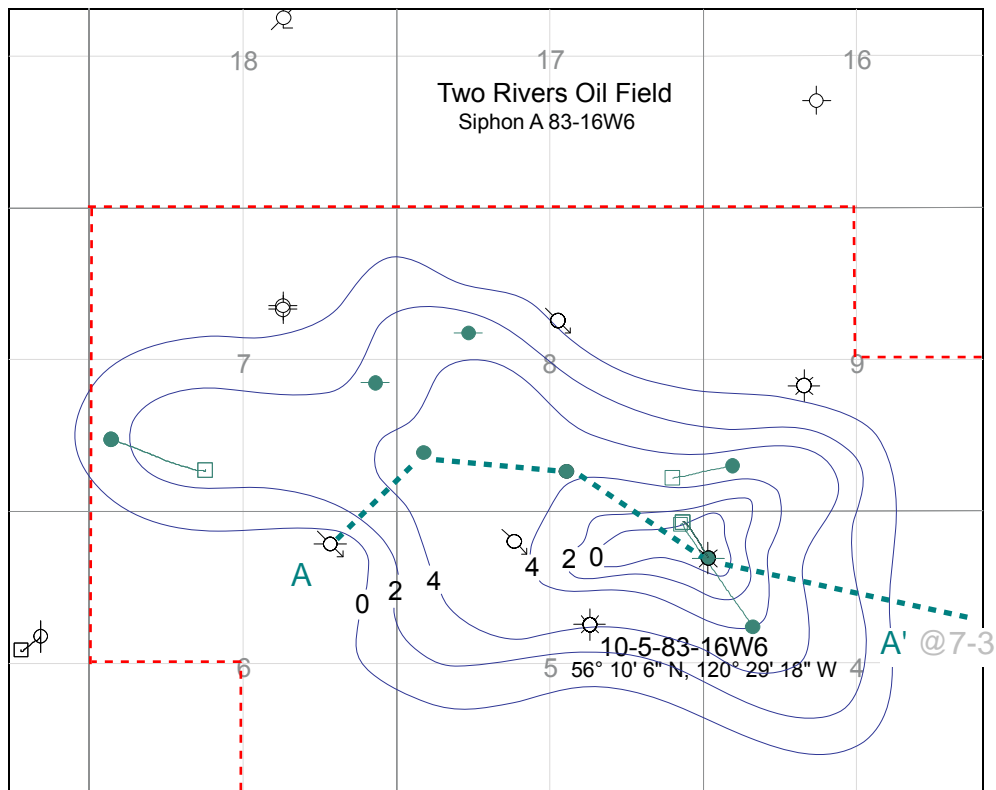 18 17 16
Two Rivers Oil Field
Siphon A 83-16W6
7 8 9
4 2 0
A 2 4
0
10-5-83-16W6
A' @7-3
6 5 56° 10' 6" N, 120° 29' 18" W 4